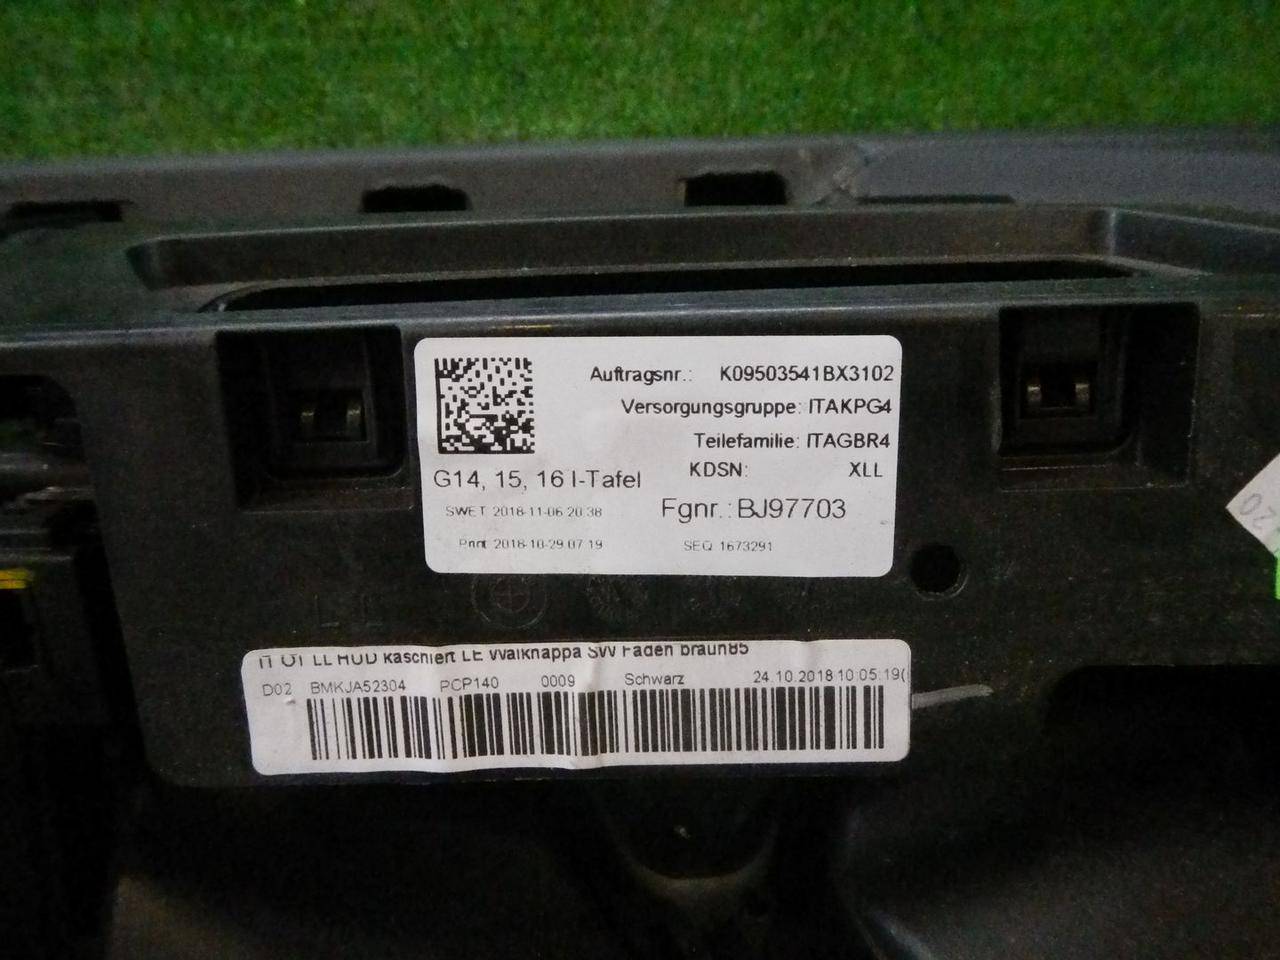 Auftragsnr.: K09503541BX3102
Versorgungsgruppe: ITAKPG4
Teilefamilie: ITAGBR4
KDSN: XLL
G14, 15, 16 I-Tafel
Fgnr.: BJ97703
SWET 2018-11-06 20:38
Print 2018-10-29 07:19 SEQ 1673291
20
LL HUD kaschiert LE Walknappa SW Faden braun85
D02 BMKJA52304 PCP140 0009 Schwarz 24.10.2018 10:05:19(